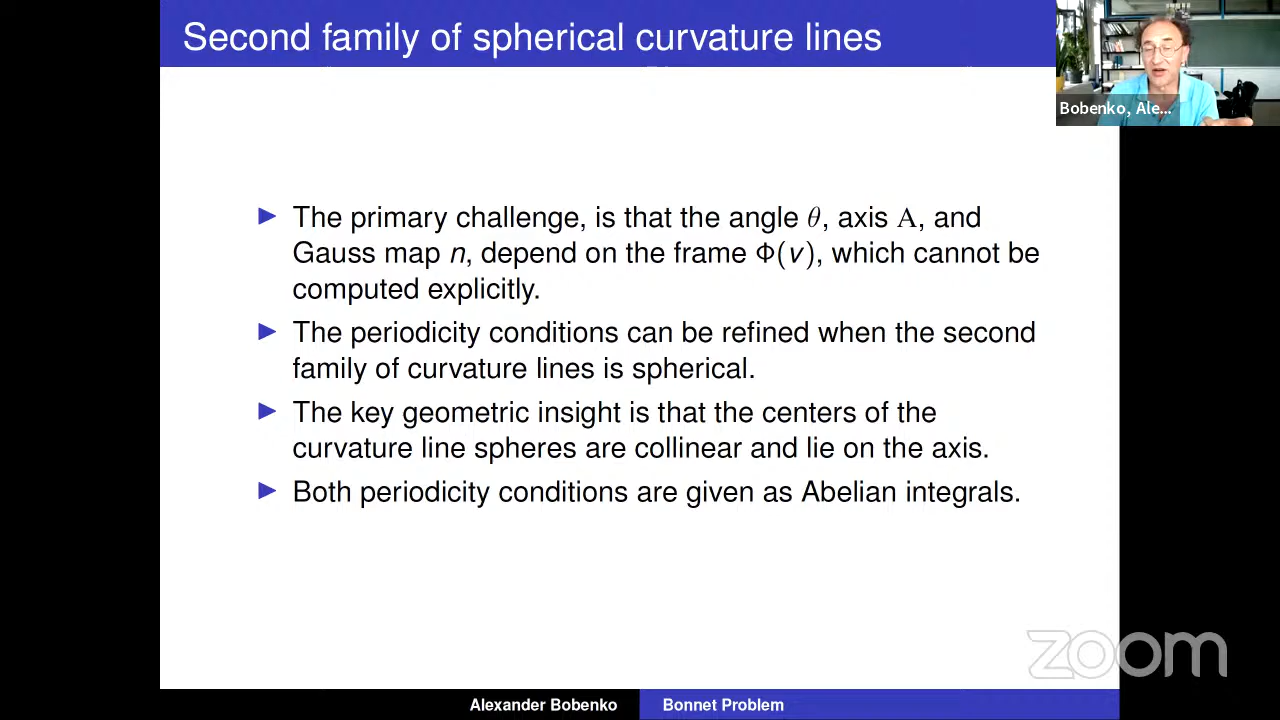 Second family of spherical curvature lines
Bobenko, Ale...
▶ The primary challenge, is that the angle θ, axis A, and
Gauss map n, depend on the frame Φ(v), which cannot be
computed explicitly.
▶ The periodicity conditions can be refined when the second
family of curvature lines is spherical.
▶ The key geometric insight is that the centers of the
curvature line spheres are collinear and lie on the axis.
▶ Both periodicity conditions are given as Abelian integrals.
zoom
Alexander Bobenko
Bonnet Problem